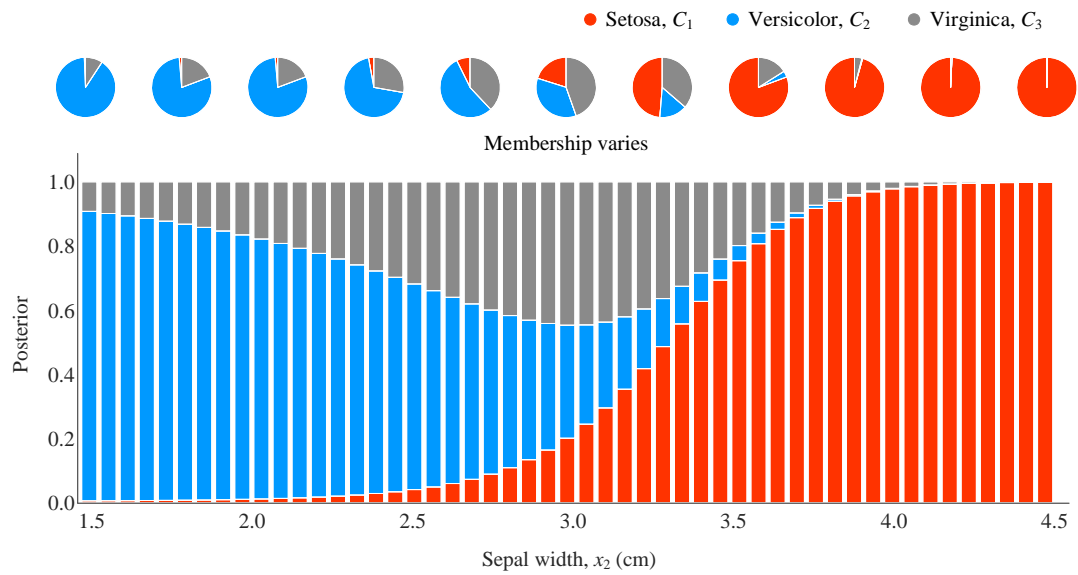 Setosa, C1 Versicolor, C2 Virginica, C3
Membership varies
1.0
0.8
0.6
0.4
0.2
0.0
Posterior
1.5 2.0 2.5 3.0 3.5 4.0 4.5
Sepal width, x2 (cm)